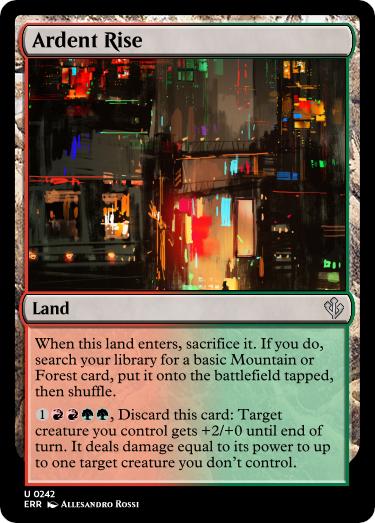 Ardent Rise
Land
When this land enters, sacrifice it. If you do,
search your library for a basic Mountain or
Forest card, put it onto the battlefield tapped,
then shuffle.
1, Discard this card: Target
creature you control gets +2/+0 until end of
turn. It deals damage equal to its power to up
to one target creature you don't control.
U 0242
ERR Allesandro Rossi